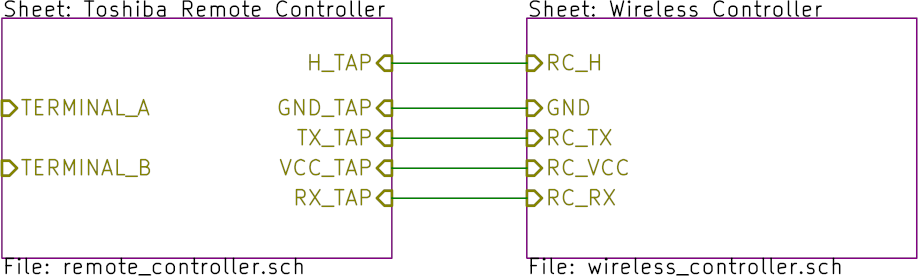 Sheet: Toshiba Remote Controller
H_TAP
TERMINAL_A
GND_TAP
TX_TAP
TERMINAL_B
VCC_TAP
RX_TAP
File: remote_controller.sch
Sheet: Wireless Controller
RC_H
GND
RC_TX
RC_VCC
RC_RX
File: wireless_controller.sch